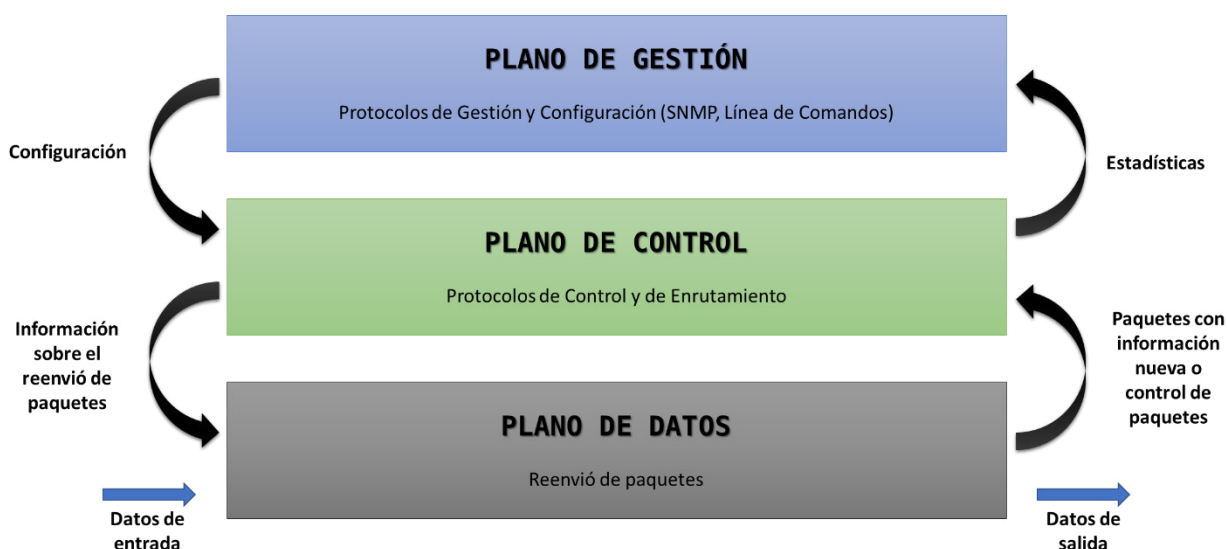 PLANO DE GESTIÓN
Protocolos de Gestión y Configuración (SNMP, Línea de Comandos)
Configuración
Estadísticas
PLANO DE CONTROL
Protocolos de Control y de Enrutamiento
Información
sobre el
reenvió de
paquetes
Paquetes con
información
nueva o
control de
paquetes
PLANO DE DATOS
Reenvió de paquetes
Datos de
entrada
Datos de
salida